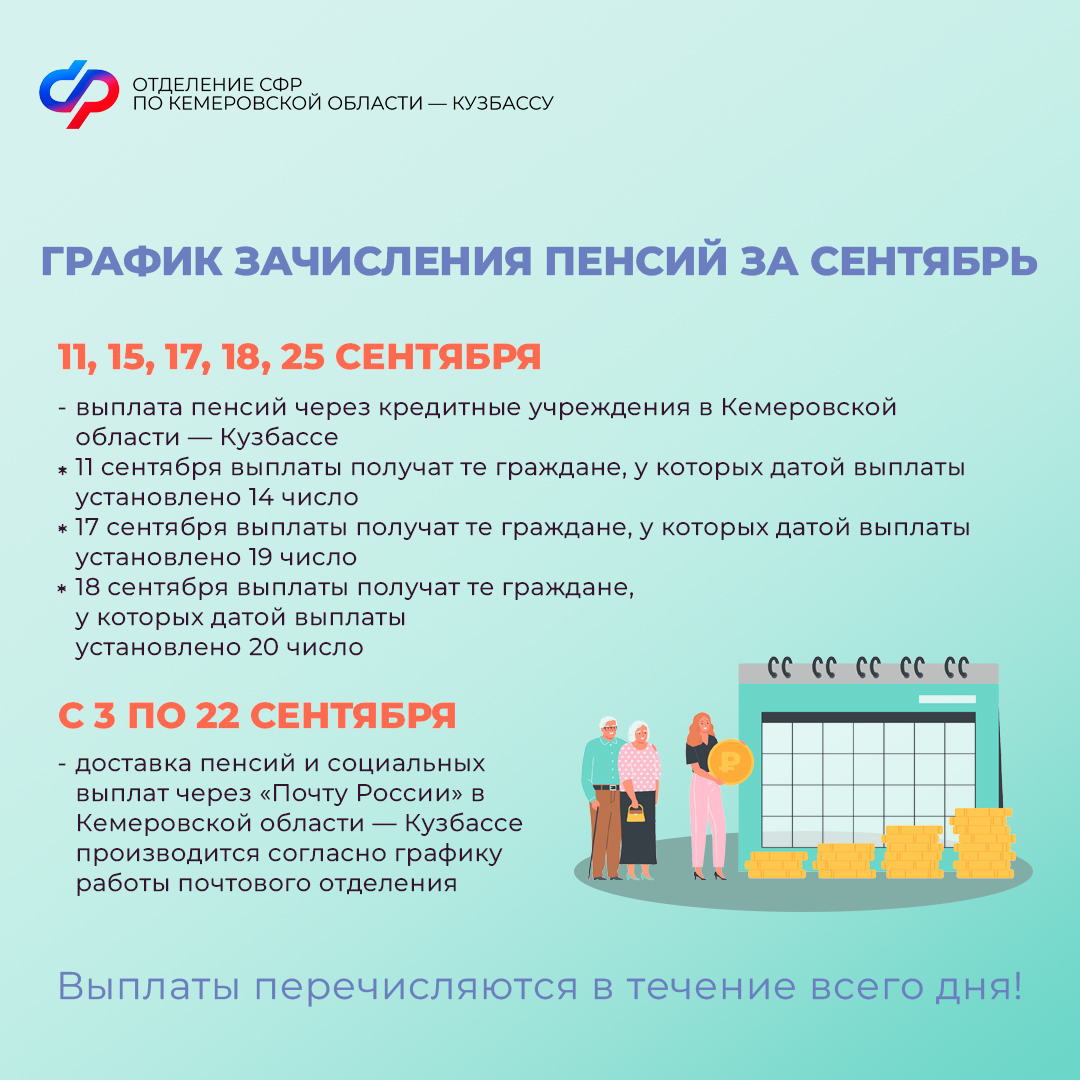 ОТДЕЛЕНИЕ СФР
ПО КЕМЕРОВСКОЙ ОБЛАСТИ — КУЗБАССУ
ГРАФИК ЗАЧИСЛЕНИЯ ПЕНСИЙ ЗА СЕНТЯБРЬ
11, 15, 17, 18, 25 СЕНТЯБРЯ
- выплата пенсий через кредитные учреждения в Кемеровской
области — Кузбассе
* 11 сентября выплаты получат те граждане, у которых датой выплаты
установлено 14 число
* 17 сентября выплаты получат те граждане, у которых датой выплаты
установлено 19 число
* 18 сентября выплаты получат те граждане,
у которых датой выплаты
установлено 20 число
С 3 ПО 22 СЕНТЯБРЯ
- доставка пенсий и социальных
выплат через «Почту России» в
Кемеровской области — Кузбассе
производится согласно графику
работы почтового отделения
Выплаты перечисляются в течение всего дня!